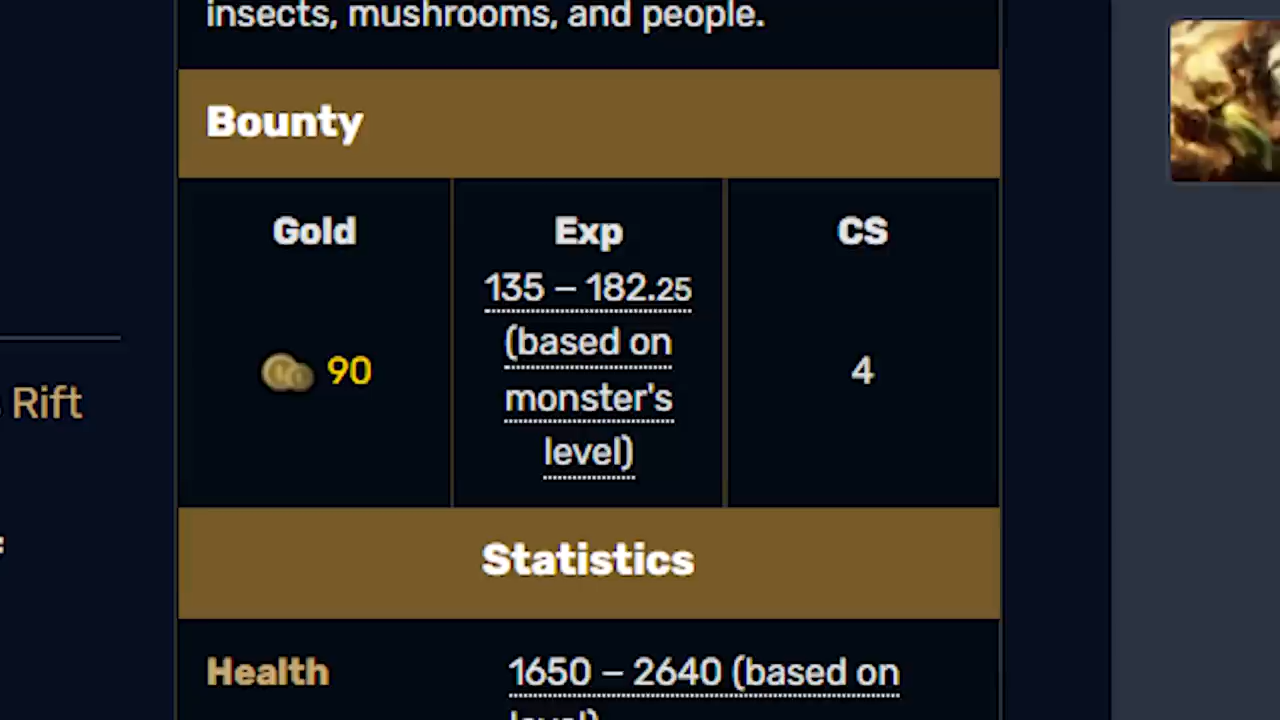 insects, mushrooms, and people.
Bounty
Gold
Exp
CS
90
135 – 182.25
(based on
monster's
level)
4
Rift
Statistics
Health
1650 – 2640 (based on
level)